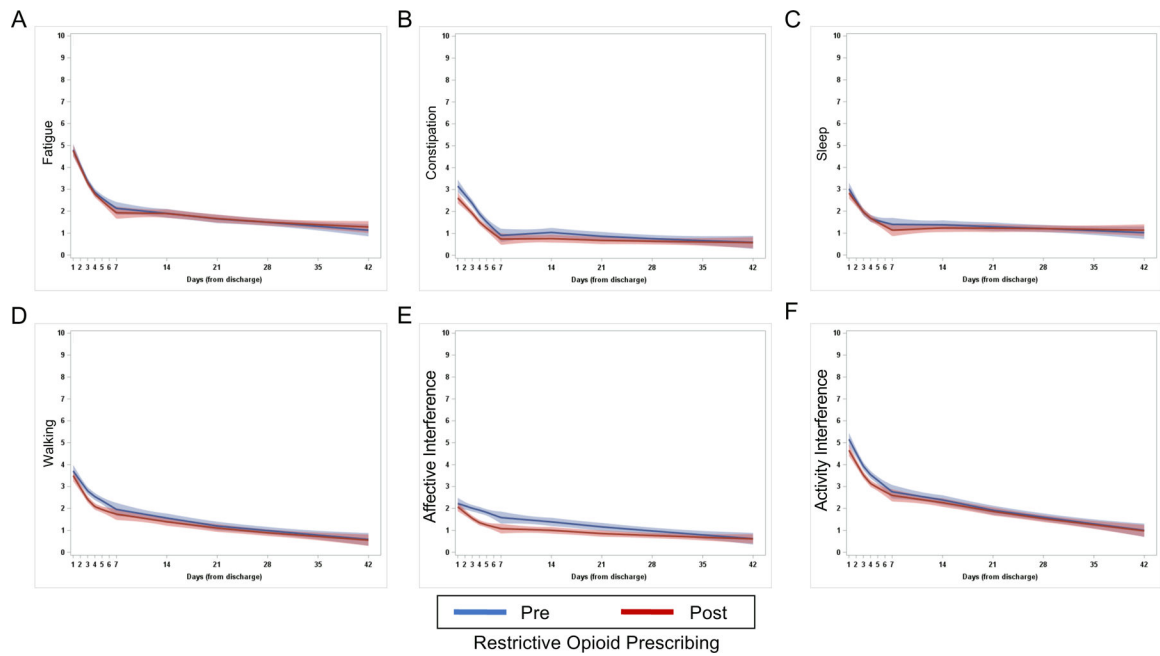 A
10
9
8
7
6
5
4
3
2
1
0
Fatigue
1 2 3 4 5 6 7 14 21 28 35 42
Days (from discharge)
B
10
9
8
7
6
5
4
3
2
1
0
Constipation
1 2 3 4 5 6 7 14 21 28 35 42
Days (from discharge)
C
10
9
8
7
6
5
4
3
2
1
0
Sleep
1 2 3 4 5 6 7 14 21 28 35 42
Days (from discharge)
D
10
9
8
7
6
5
4
3
2
1
0
Walking
1 2 3 4 5 6 7 14 21 28 35 42
Days (from discharge)
E
10
9
8
7
6
5
4
3
2
1
0
Affective Interference
1 2 3 4 5 6 7 14 21 28 35 42
Days (from discharge)
F
10
9
8
7
6
5
4
3
2
1
0
Activity Interference
1 2 3 4 5 6 7 14 21 28 35 42
Days (from discharge)
Pre Post
Restrictive Opioid Prescribing